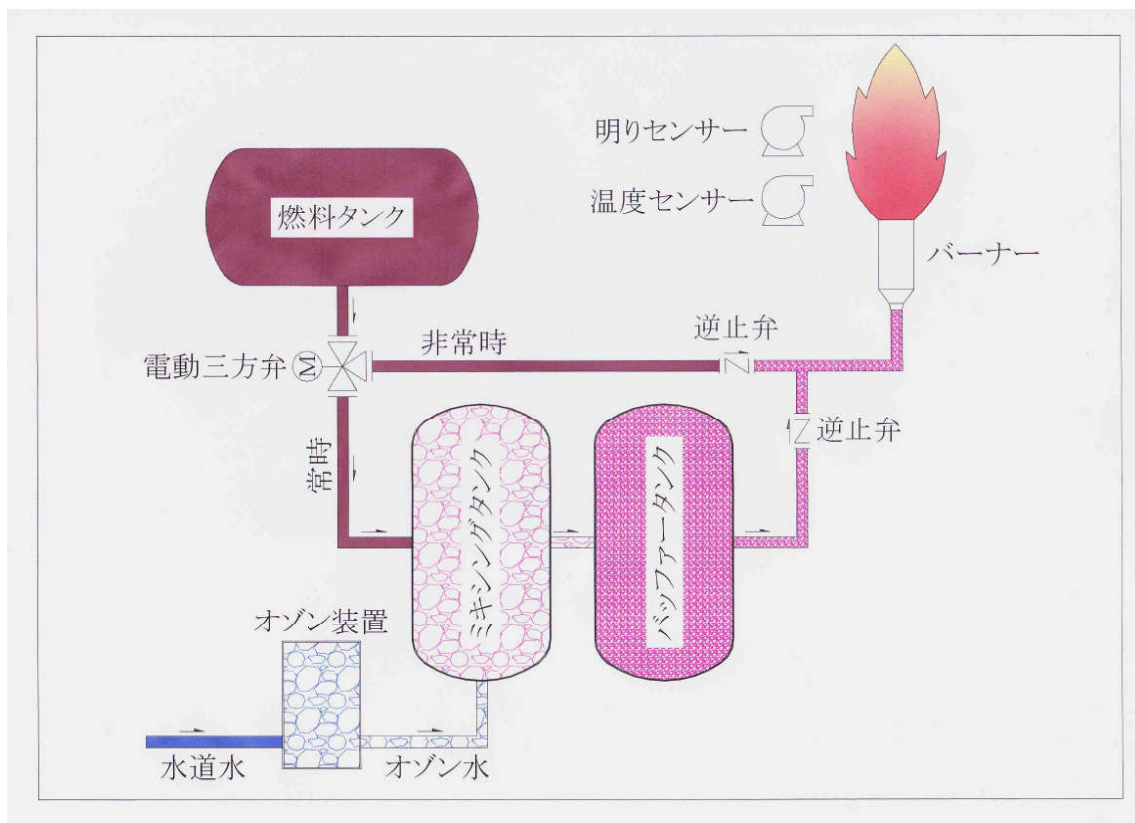 明りセンサー
温度センサー
燃料タンク
バーナー
逆止弁
非常時
電動三方弁
M
逆止弁
常時
ミキシングタンク
バッファータンク
オゾン装置
水道水
オゾン水